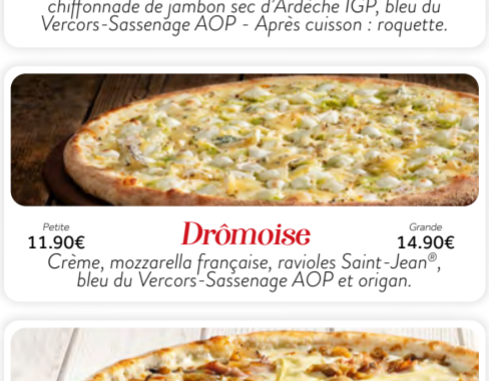 chiffonnade de jambon sec d'Ardèche IGP, bleu du
Vercors-Sassenage AOP - Après cuisson : roquette.
Petite
11.90€
Drômoise
Grande
14.90€
Crème, mozzarella française, ravioles Saint-Jean®,
bleu du Vercors-Sassenage AOP et origan.